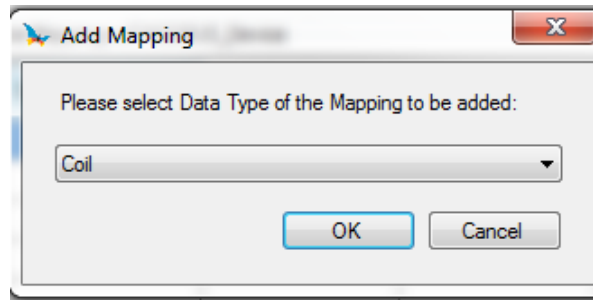 Add Mapping
Please select Data Type of the Mapping to be added:
Coil
OK Cancel